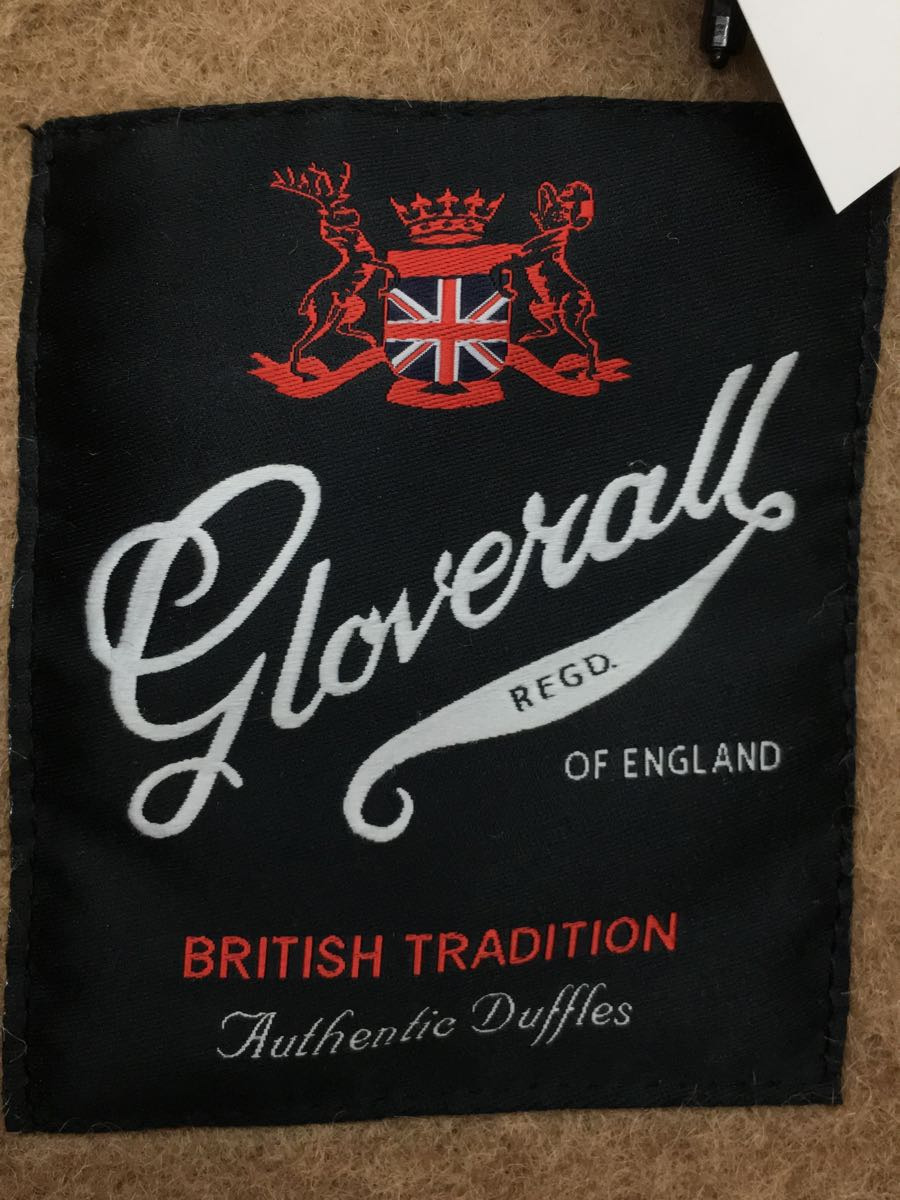 Gloverall
REGD.
OF ENGLAND
BRITISH TRADITION
Authentic Duffles